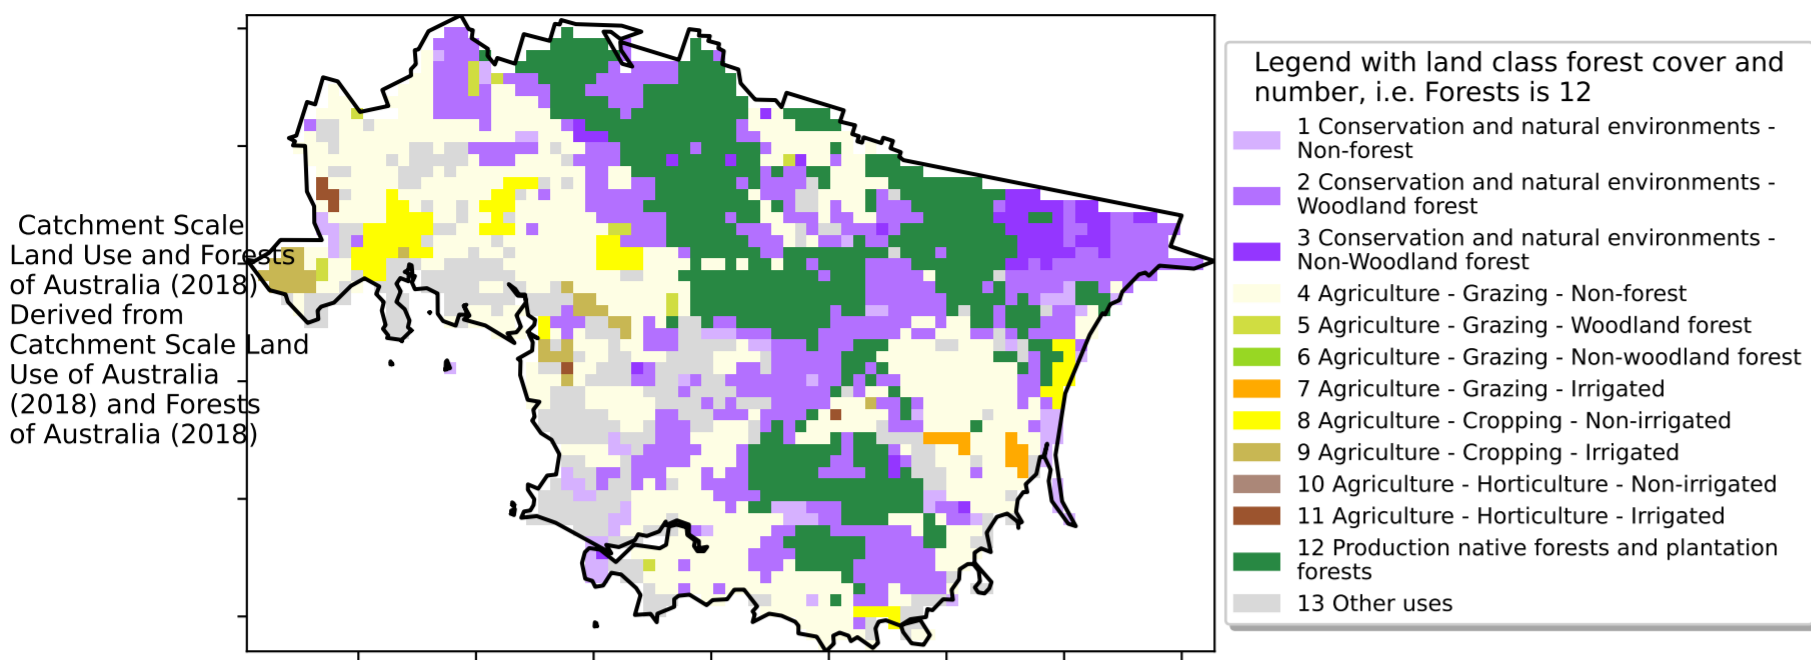 Catchment Scale
Land Use and Forests
of Australia (2018)
Derived from
Catchment Scale Land
Use of Australia
(2018) and Forests
of Australia (2018)
Legend with land class forest cover and
number, i.e. Forests is 12
1 Conservation and natural environments -
Non-forest
2 Conservation and natural environments -
Woodland forest
3 Conservation and natural environments -
Non-Woodland forest
4 Agriculture - Grazing - Non-forest
5 Agriculture - Grazing - Woodland forest
6 Agriculture - Grazing - Non-woodland forest
7 Agriculture - Grazing - Irrigated
8 Agriculture - Cropping - Non-irrigated
9 Agriculture - Cropping - Irrigated
10 Agriculture - Horticulture - Non-irrigated
11 Agriculture - Horticulture - Irrigated
12 Production native forests and plantation
forests
13 Other uses